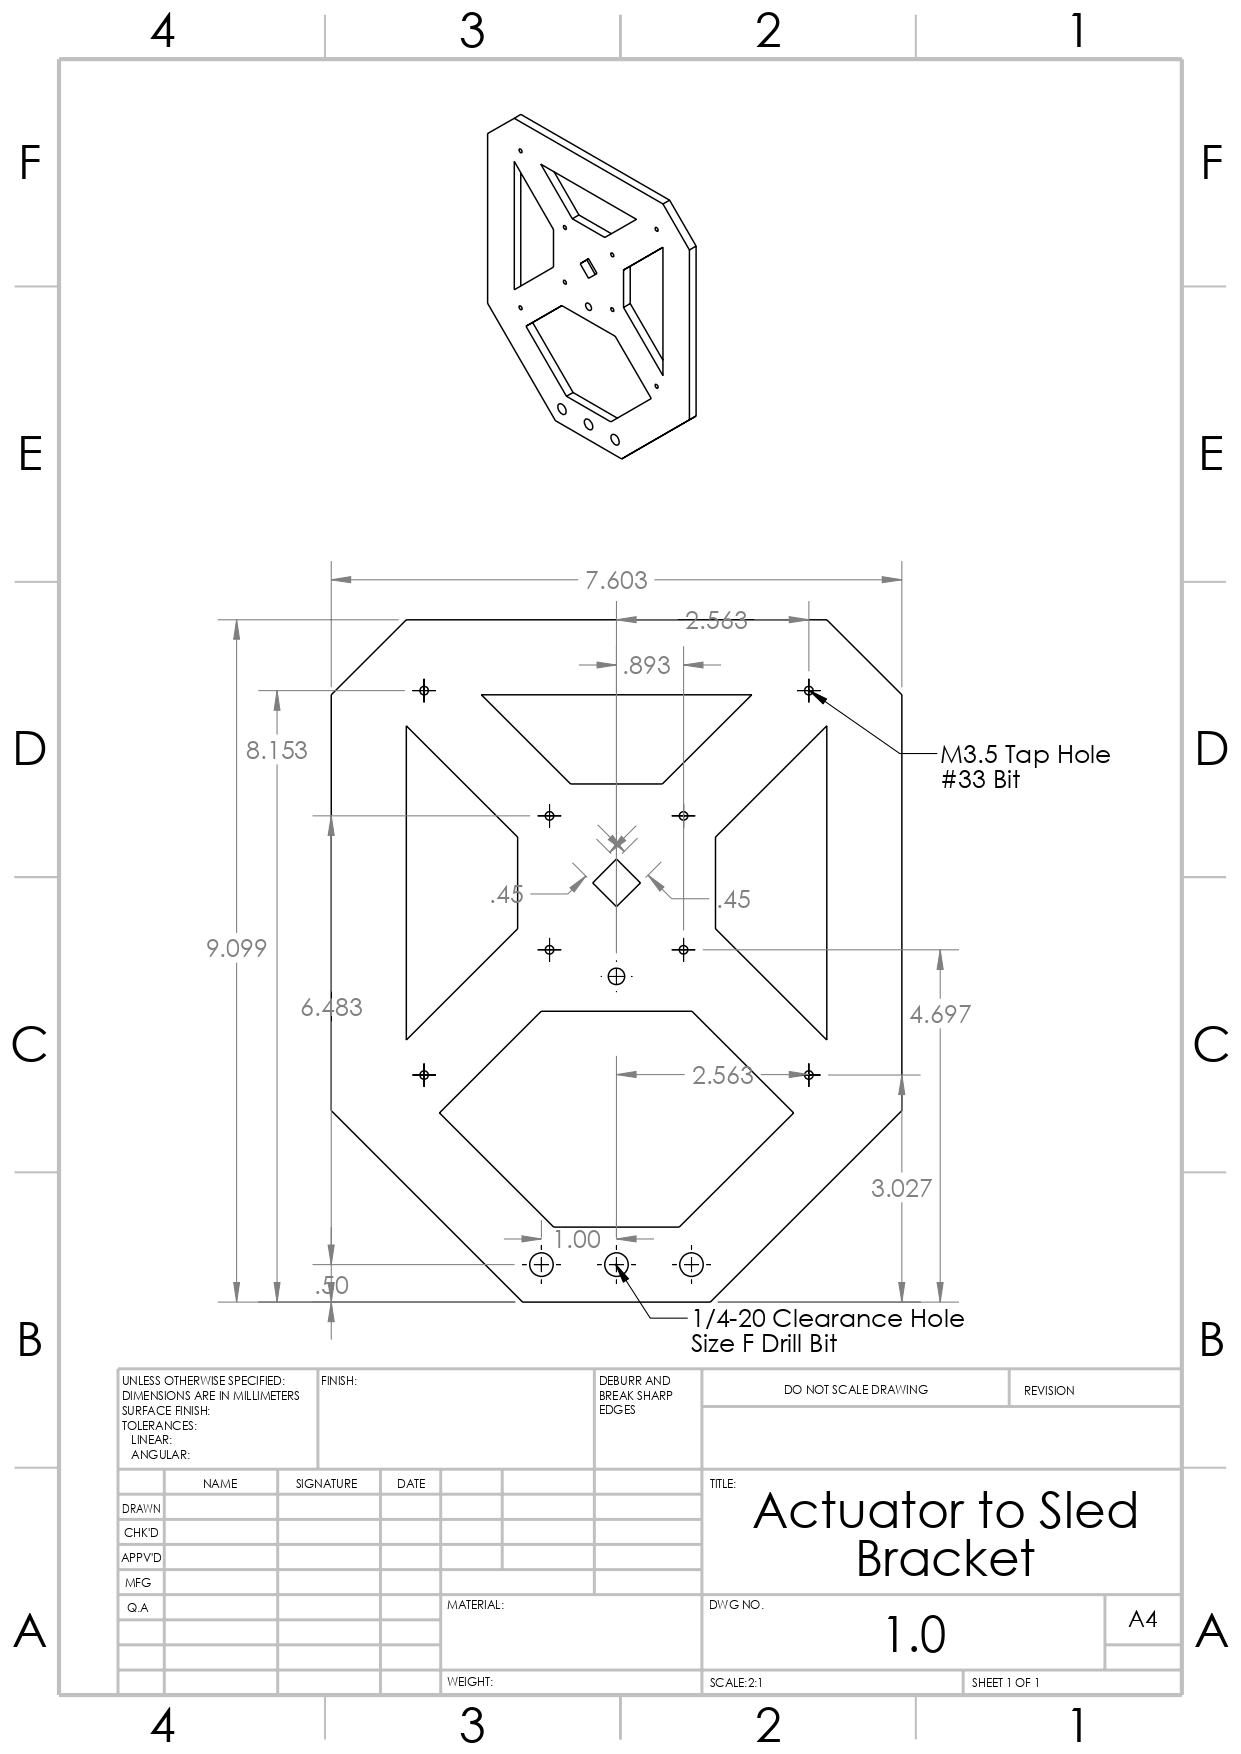 4 3 2 1
F F
E E
D D
C C
B B
A A
7.603
2.563
.893
8.153
M3.5 Tap Hole
#33 Bit
.45
.45
9.099
6.483
4.697
2.563
3.027
1.00
.50
1/4-20 Clearance Hole
Size F Drill Bit
UNLESS OTHERWISE SPECIFIED:
DIMENSIONS ARE IN MILLIMETERS
SURFACE FINISH:
TOLERANCES:
LINEAR:
ANGULAR:
FINISH:
DEBURR AND
BREAK SHARP
EDGES
DO NOT SCALE DRAWING
REVISION
NAME SIGNATURE DATE
DRAWN
CHK'D
APPV'D
MFG
Q.A
TITLE:
Actuator to Sled
Bracket
MATERIAL:
DWG NO.
1.0
A4
WEIGHT:
SCALE:2:1
SHEET 1 OF 1
4 3 2 1